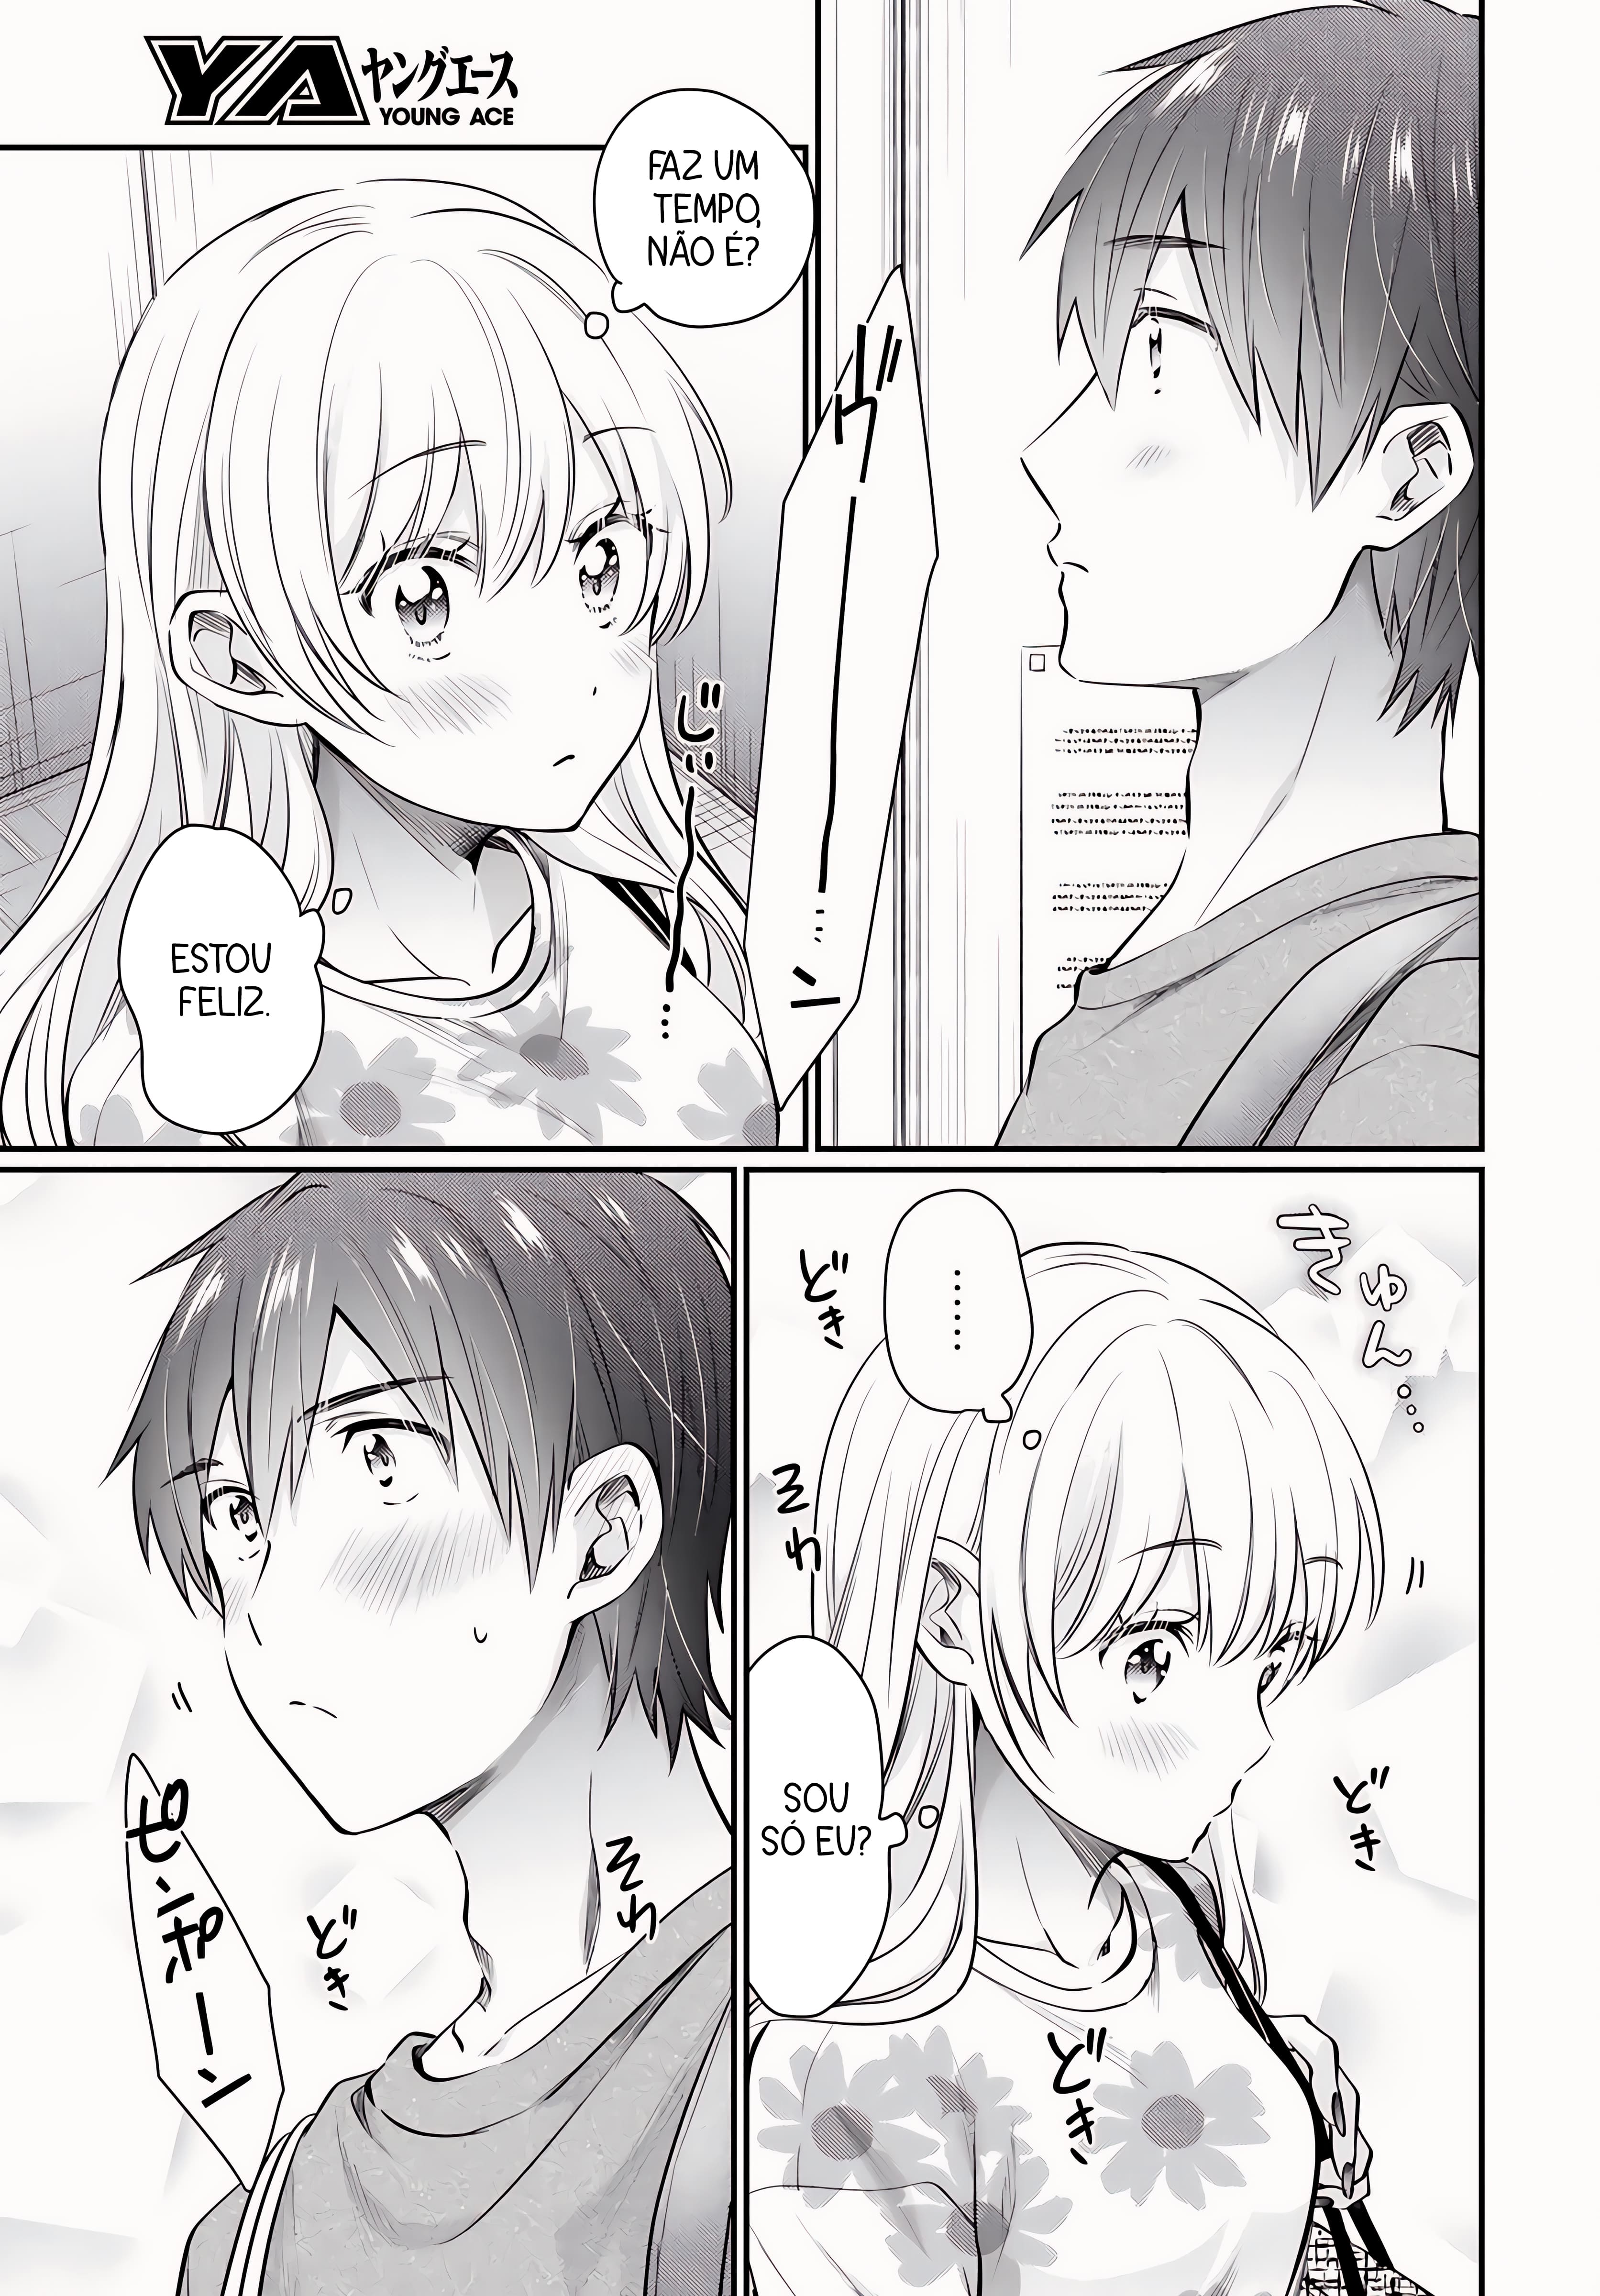 YA ヤングエース
YOUNG ACE
ヴーーン…
FAZ UM
TEMPO,
NÃO É?
じーー…
ESTOU
FELIZ.
きゅん…
……
どき
そわ
SOU
SÓ EU?
どき
どき
そわ
どき
ピンポーン